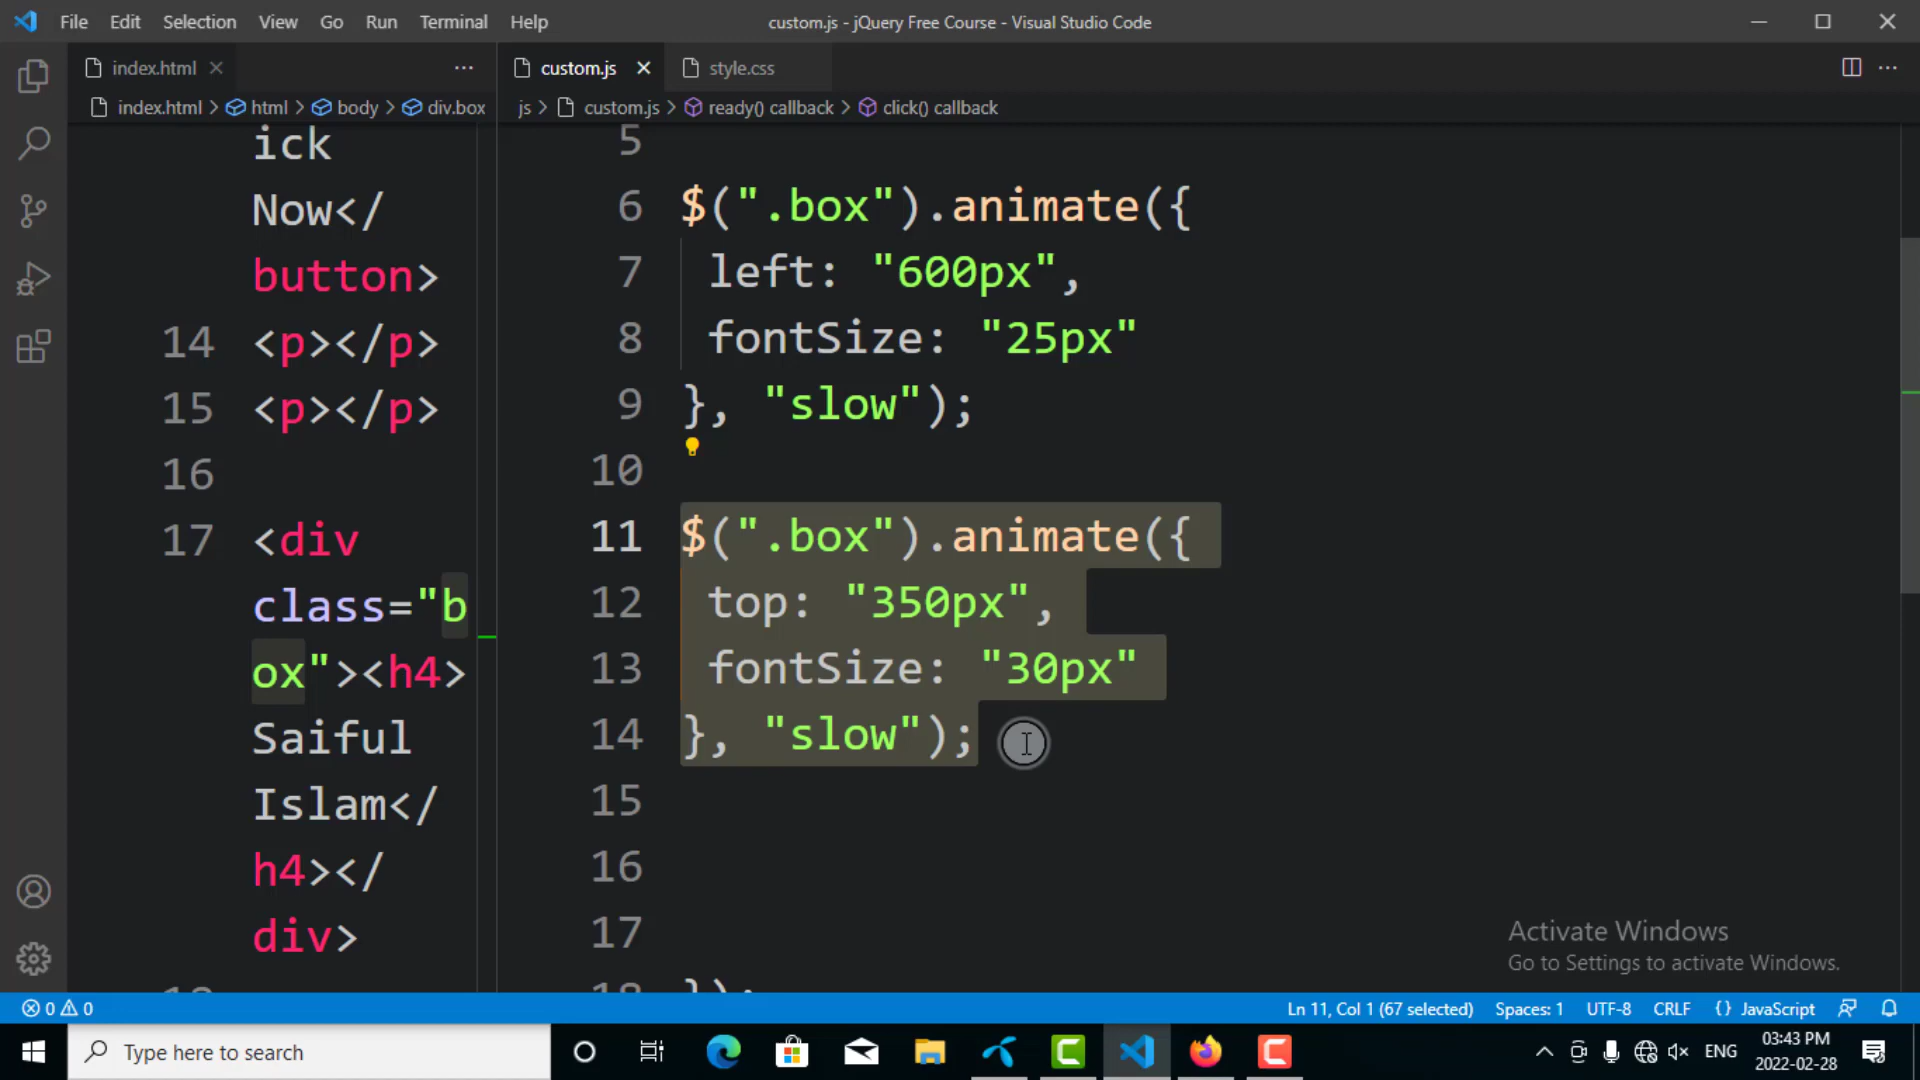 File Edit Selection View Go Run Terminal Help
custom.js - jQuery Free Course - Visual Studio Code
index.html
index.html > html > body > div.box
ick
Now</
button>
14 <p></p>
15 <p></p>
16
17 <div
class="b
ox"><h4>
Saiful
Islam</
h4></
div>
custom.js
style.css
js > custom.js > ready() callback > click() callback
5
6 $(".box").animate({
7 left: "600px",
8 fontSize: "25px"
9 }, "slow");
10
11 $(".box").animate({
12 top: "350px",
13 fontSize: "30px"
14 }, "slow");
15
16
17
Activate Windows
Go to Settings to activate Windows.
0 0
Ln 11, Col 1 (67 selected) Spaces: 1 UTF-8 CRLF {} JavaScript
Type here to search
ENG
03:43 PM
2022-02-28